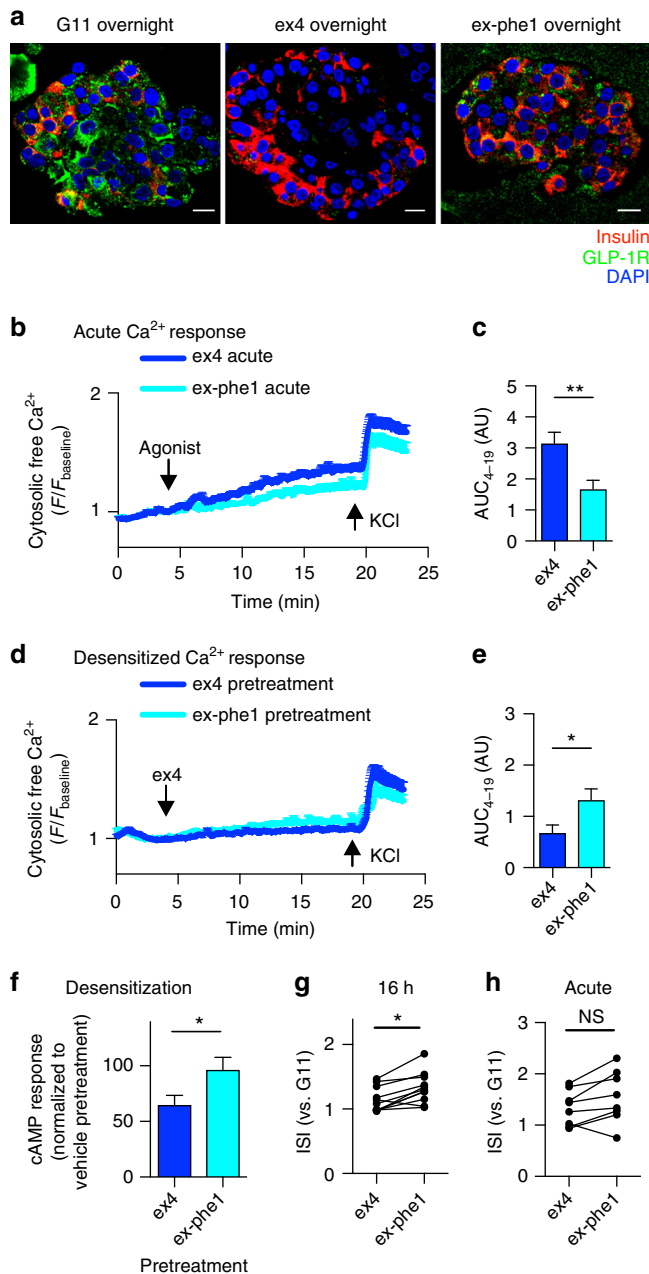 a
G11 overnight
ex4 overnight
ex-phe1 overnight
Insulin
GLP-1R
DAPI
b
Acute Ca²⁺ response
ex4 acute
ex-phe1 acute
Cytosolic free Ca²⁺
(F/Fbaseline)
2
1
Agonist
KCl
0 5 10 15 20 25
Time (min)
c
AUC4–19 (AU)
5
4
3
2
1
0
**
ex4
ex-phe1
d
Desensitized Ca²⁺ response
ex4 pretreatment
ex-phe1 pretreatment
Cytosolic free Ca²⁺
(F/Fbaseline)
2
1
ex4
KCl
0 5 10 15 20 25
Time (min)
e
AUC4–19 (AU)
3
2
1
0
*
ex4
ex-phe1
f
Desensitization
cAMP response
(normalized to
vehicle pretreatment)
100
50
0
*
ex4
ex-phe1
Pretreatment
g
16 h
ISI (vs. G11)
2
1
0
*
ex4
ex-phe1
h
Acute
ISI (vs. G11)
3
2
1
0
NS
ex4
ex-phe1